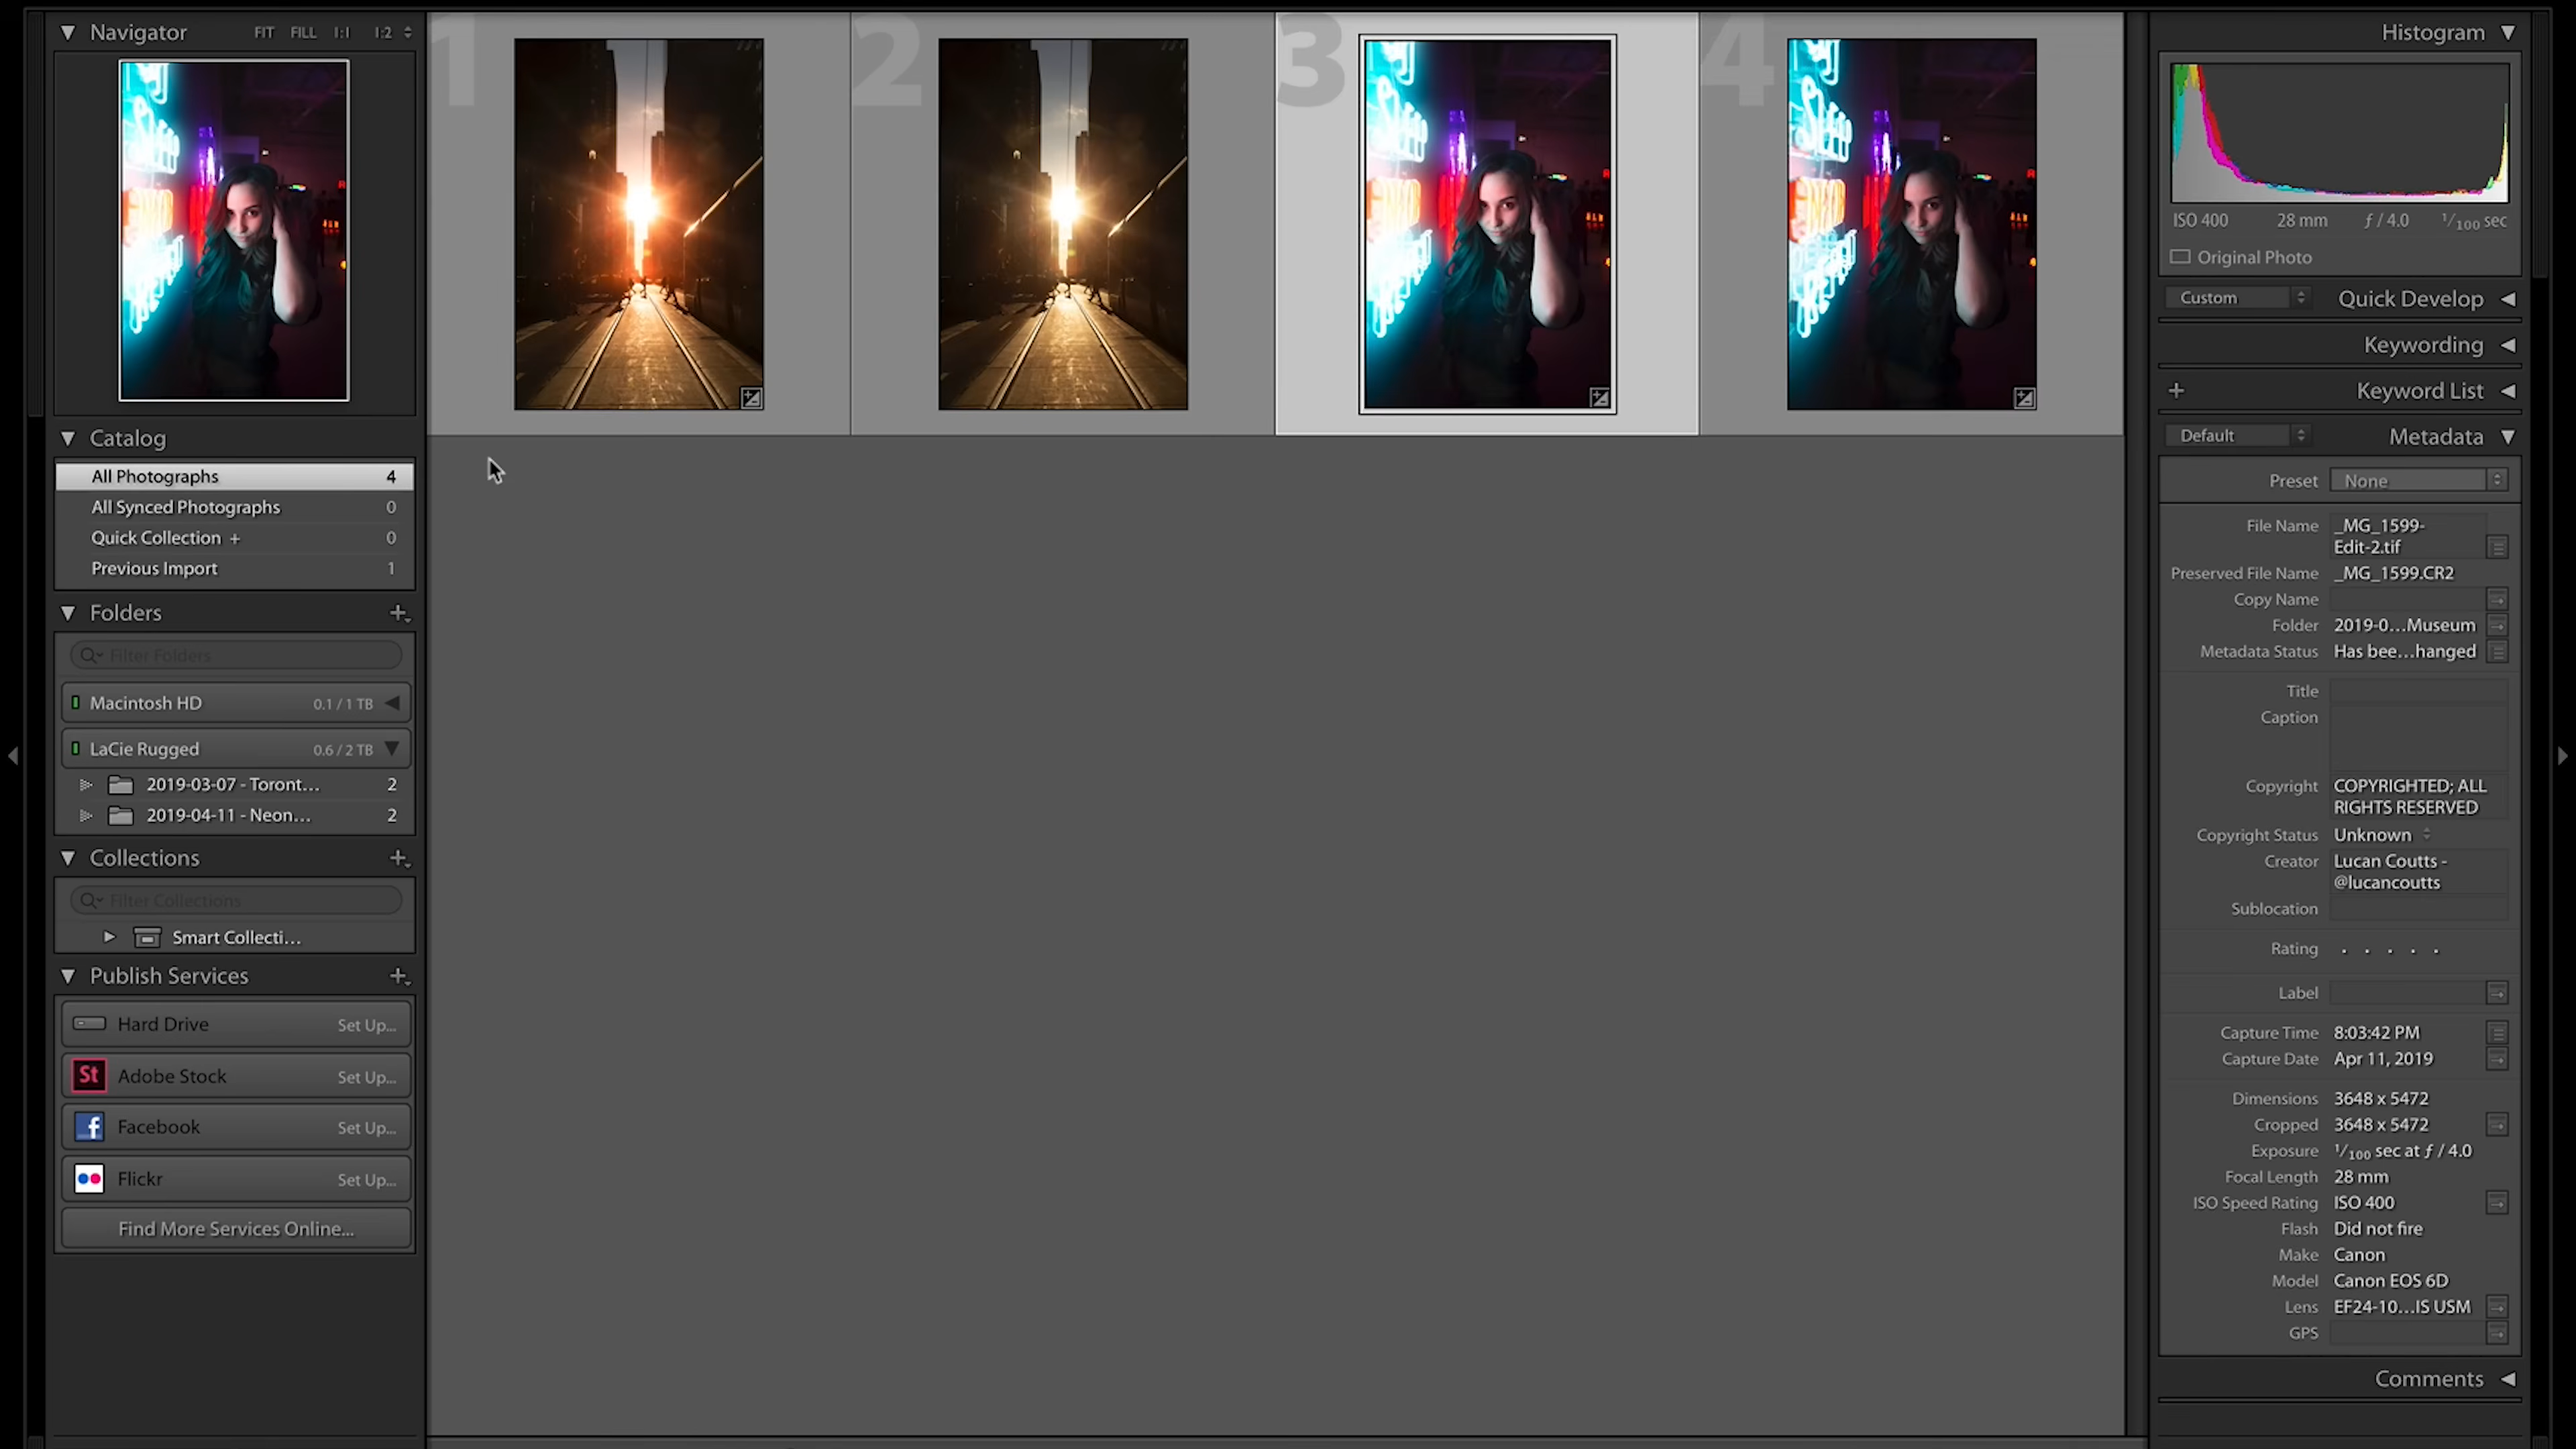 Navigator FIT FILL 1:1 1:2
Catalog
All Photographs 4
All Synced Photographs 0
Quick Collection + 0
Previous Import 1
Folders
Filter Folders
Macintosh HD 0.1 / 1 TB
LaCie Rugged 0.6 / 2 TB
2019-03-07 - Toront... 2
2019-04-11 - Neon... 2
Collections
Filter Collections
Smart Collecti...
Publish Services
Hard Drive Set Up...
St Adobe Stock Set Up...
f Facebook Set Up...
Flickr Set Up...
Find More Services Online...
1 2 3 4
Histogram
ISO 400 28 mm ƒ / 4.0 1/100 sec
Original Photo
Custom Quick Develop
Keywording
+ Keyword List
Default Metadata
Preset None
File Name _MG_1599-
Edit-2.tif
Preserved File Name _MG_1599.CR2
Copy Name
Folder 2019-0...Museum
Metadata Status Has bee...hanged
Title
Caption
Copyright COPYRIGHTED; ALL
RIGHTS RESERVED
Copyright Status Unknown
Creator Lucan Coutts -
@lucancoutts
Sublocation
Rating . . . . .
Label
Capture Time 8:03:42 PM
Capture Date Apr 11, 2019
Dimensions 3648 x 5472
Cropped 3648 x 5472
Exposure 1/100 sec at ƒ / 4.0
Focal Length 28 mm
ISO Speed Rating ISO 400
Flash Did not fire
Make Canon
Model Canon EOS 6D
Lens EF24-10...IS USM
GPS
Comments